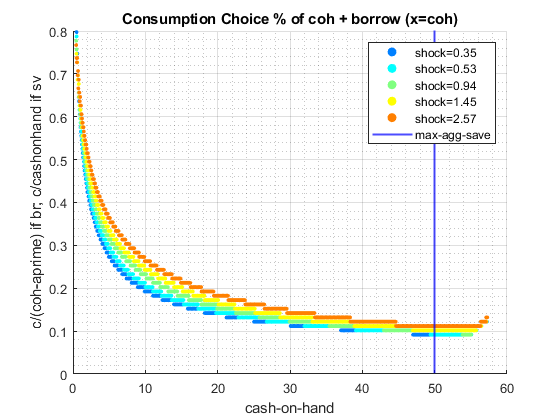 Consumption Choice % of coh + borrow (x=coh)
c/(coh-aprime) if br, c/cashonhand if sv
0.8
0.7
0.6
0.5
0.4
0.3
0.2
0.1
0
shock=0.35
shock=0.53
shock=0.94
shock=1.45
shock=2.57
max-agg-save
0 10 20 30 40 50 60
cash-on-hand